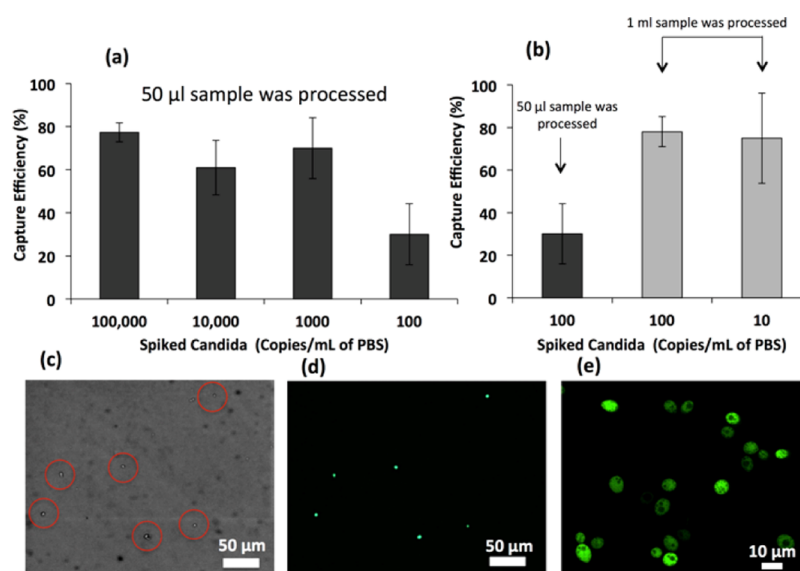 (a)
50 µl sample was processed
Capture Efficiency (%)
100
80
60
40
20
0
100,000 10,000 1000 100
Spiked Candida (Copies/mL of PBS)
(b)
1 ml sample was processed
50 µl sample was
processed
Capture Efficiency (%)
100
80
60
40
20
0
100 100 10
Spiked Candida (Copies/mL of PBS)
(c)
50 µm
(d)
50 µm
(e)
10 µm